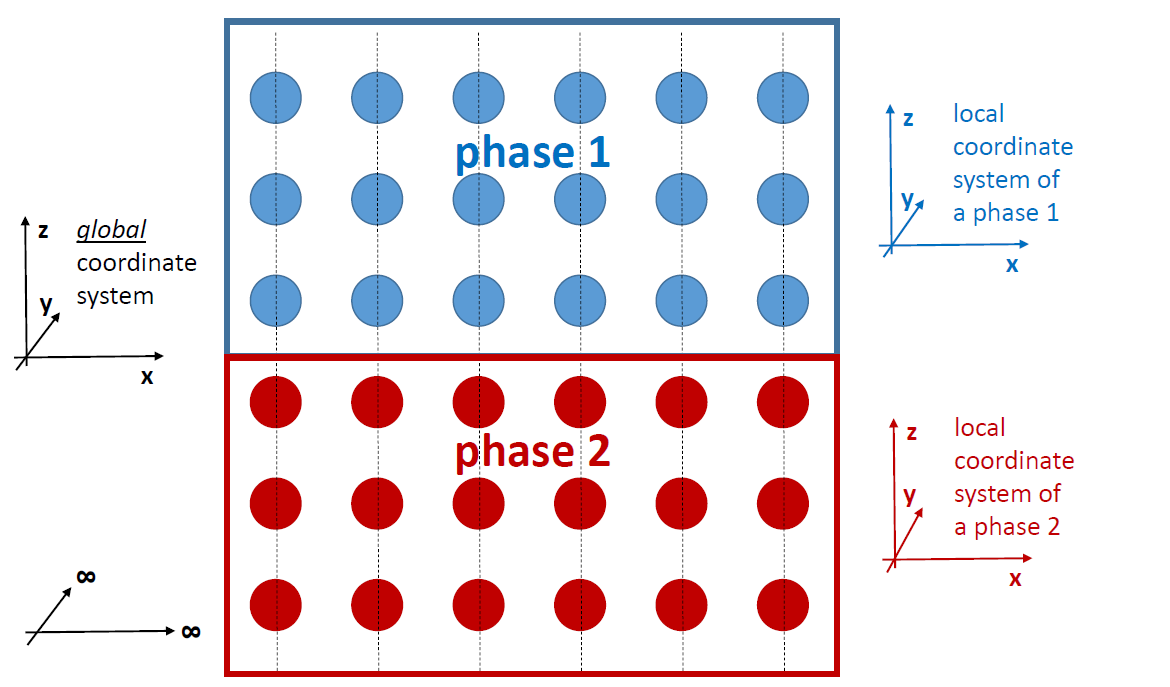 phase 1
z
local
coordinate
system of
a phase 1
y
x
z
global
coordinate
system
y
x
phase 2
z
local
coordinate
system of
a phase 2
y
x
∞
∞